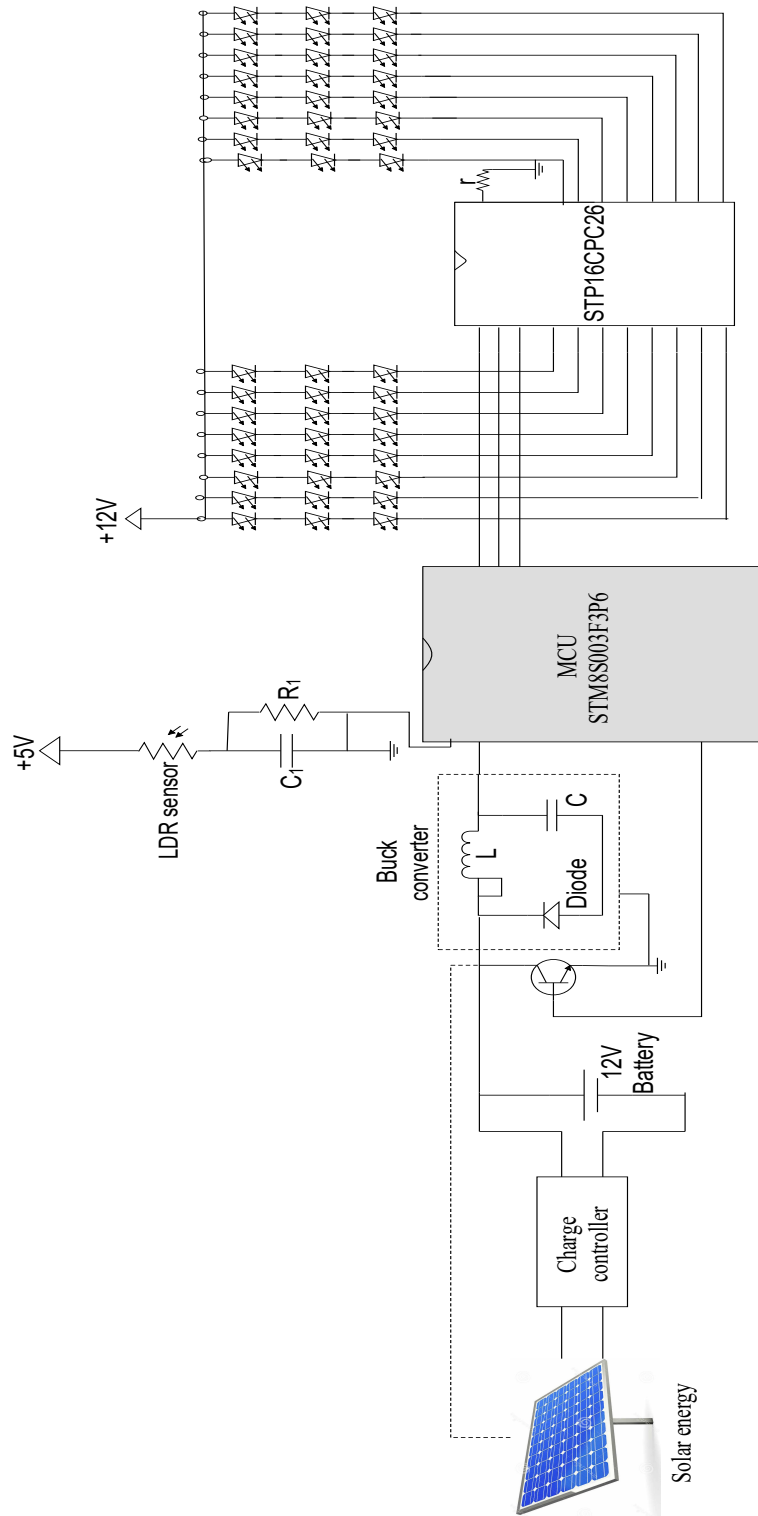 Solar energy
Charge
controller
12V
Battery
Buck
converter
L
C
Diode
+5V
LDR sensor
C1
R1
MCU
STM8S003F3P6
+12V
STP16CPC26
r